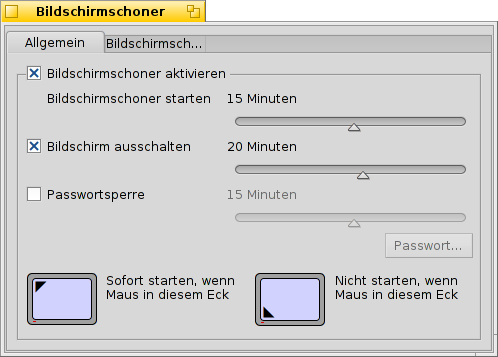 Bildschirmschoner
Allgemein Bildschirmsch...
Bildschirmschoner aktivieren
Bildschirmschoner starten 15 Minuten
Bildschirm ausschalten 20 Minuten
Passwortsperre 15 Minuten
Passwort...
Sofort starten, wenn
Maus in diesem Eck
Nicht starten, wenn
Maus in diesem Eck